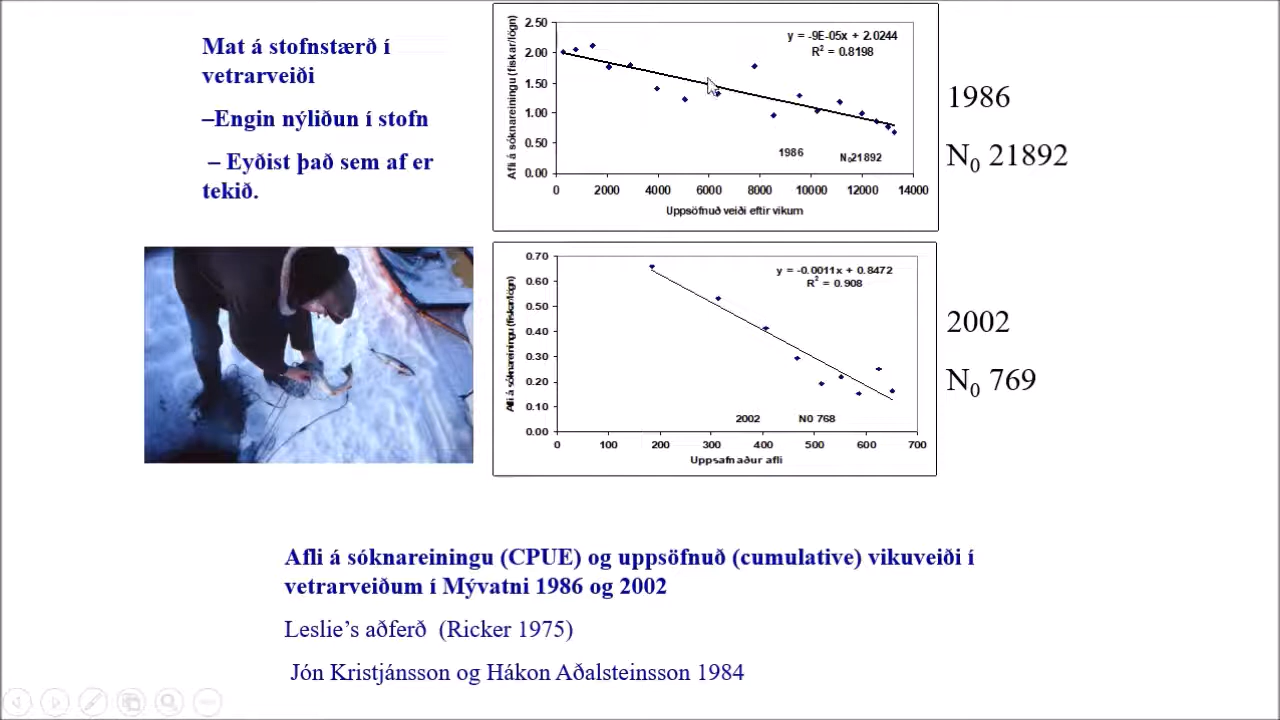 Mat á stofnstærð í
vetrarveiði
–Engin nýliðun í stofn
– Eyðist það sem af er
tekið.
Afli á sóknareiningu (fiskar/lögn)
2.50
2.00
1.50
1.00
0.50
0.00
y = -9E-05x + 2.0244
R² = 0.8198
1986
N₀21892
0 2000 4000 6000 8000 10000 12000 14000
Uppsöfnuð veiði eftir vikum
1986
N₀ 21892
Afli á sóknareiningu (fiskar/lögn)
0.70
0.60
0.50
0.40
0.30
0.20
0.10
0.00
y = -0.0011x + 0.8472
R² = 0.908
2002 N0 768
0 100 200 300 400 500 600 700
Uppsafnaður afli
2002
N₀ 769
Afli á sóknareiningu (CPUE) og uppsöfnuð (cumulative) vikuveiði í
vetrarveiðum í Mývatni 1986 og 2002
Leslie’s aðferð (Ricker 1975)
Jón Kristjánsson og Hákon Aðalsteinsson 1984